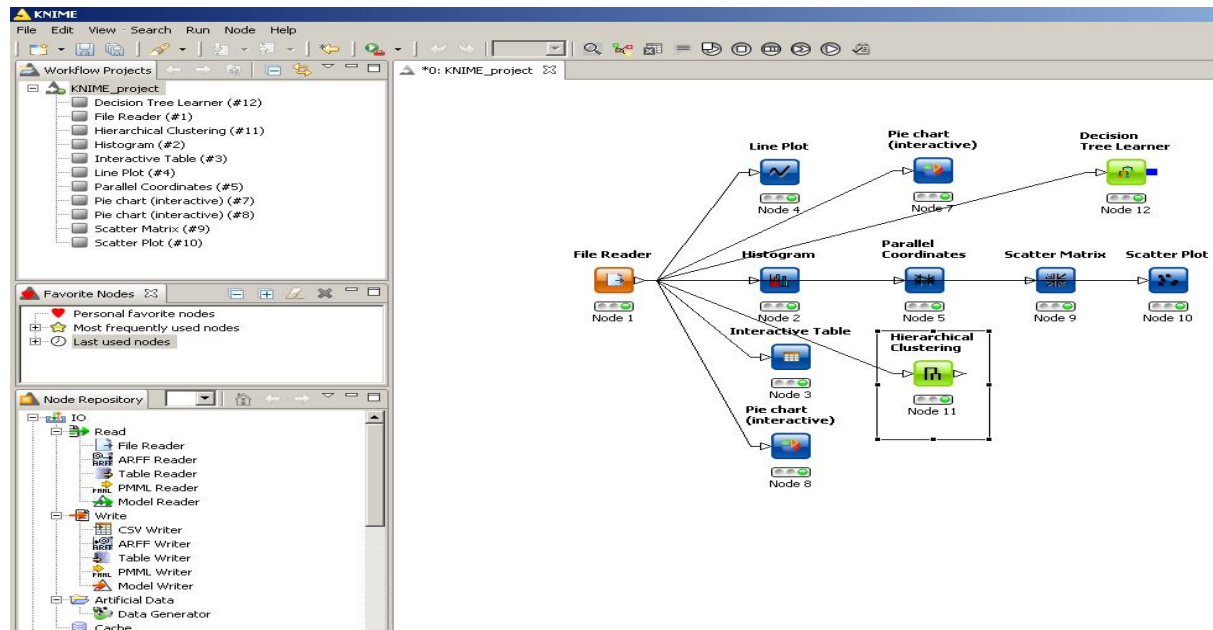 KNIME
File Edit View Search Run Node Help
Workflow Projects
*0: KNIME_project
KNIME_project
Decision Tree Learner (#12)
File Reader (#1)
Hierarchical Clustering (#11)
Histogram (#2)
Interactive Table (#3)
Line Plot (#4)
Parallel Coordinates (#5)
Pie chart (interactive) (#7)
Pie chart (interactive) (#8)
Scatter Matrix (#9)
Scatter Plot (#10)
Favorite Nodes
Personal favorite nodes
Most frequently used nodes
Last used nodes
Node Repository
IO
Read
File Reader
ARFF Reader
Table Reader
PMML Reader
Model Reader
Write
CSV Writer
ARFF Writer
Table Writer
PMML Writer
Model Writer
Artificial Data
Data Generator
Cache
Line Plot
Node 4
Pie chart
(interactive)
Node 7
Decision
Tree Learner
Node 12
File Reader
Node 1
Histogram
Node 2
Parallel
Coordinates
Node 5
Scatter Matrix
Node 9
Scatter Plot
Node 10
Interactive Table
Node 3
Hierarchical
Clustering
Node 11
Pie chart
(interactive)
Node 8